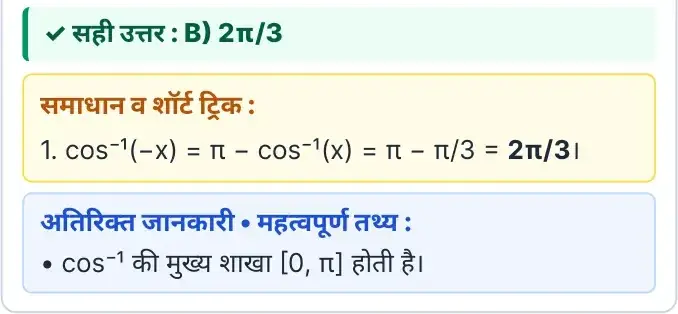 ✓ सही उत्तर : B) 2π/3
समाधान व शॉर्ट ट्रिक :
1. cos⁻¹(−x) = π − cos⁻¹(x) = π − π/3 = 2π/3।
अतिरिक्त जानकारी • महत्वपूर्ण तथ्य :
• cos⁻¹ की मुख्य शाखा [0, π] होती है।